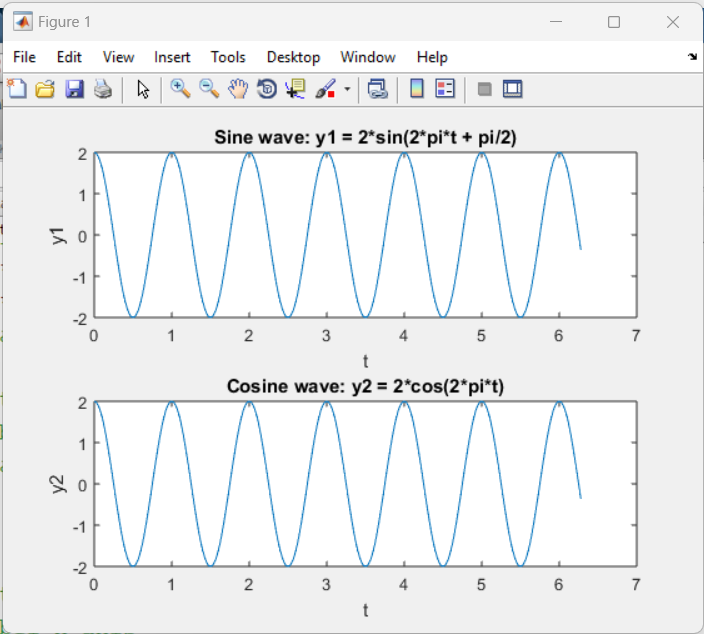 Figure 1
File Edit View Insert Tools Desktop Window Help
Sine wave: y1 = 2*sin(2*pi*t + pi/2)
2
1
0
-1
-2
y1
0 1 2 3 4 5 6 7
t
Cosine wave: y2 = 2*cos(2*pi*t)
2
1
0
-1
-2
y2
0 1 2 3 4 5 6 7
t